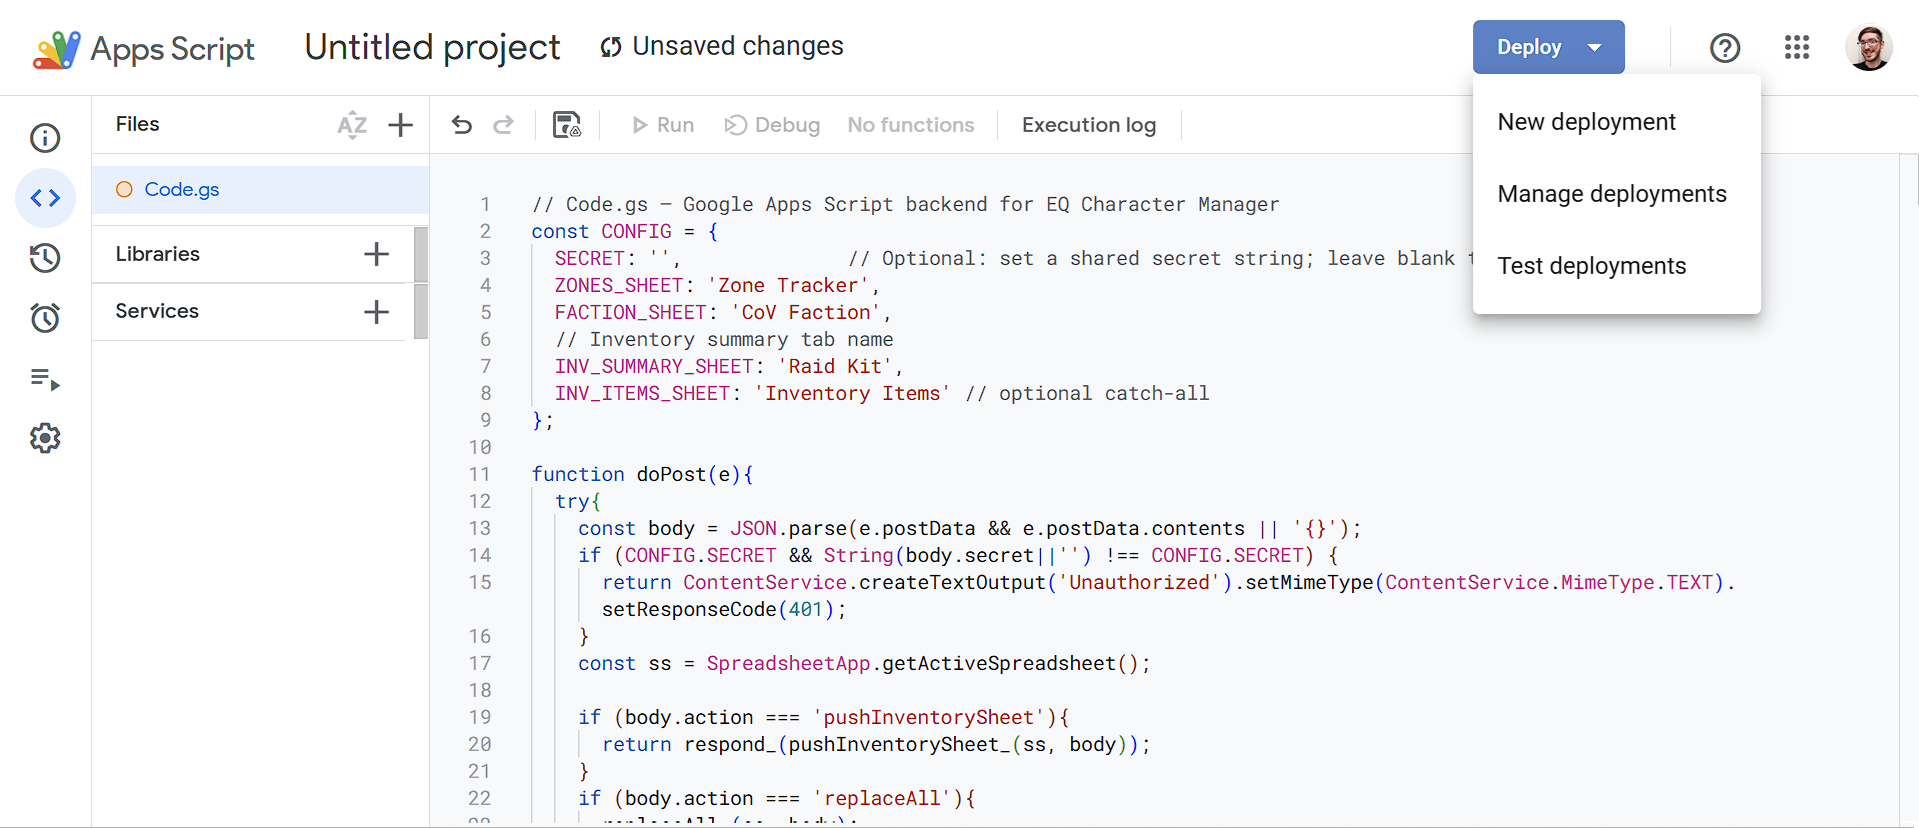 Apps Script
Untitled project
Unsaved changes
Deploy
New deployment
Manage deployments
Test deployments
Files
AZ
Run
Debug
No functions
Execution log
Code.gs
Libraries
Services
1 // Code.gs — Google Apps Script backend for EQ Character Manager
2 const CONFIG = {
3 SECRET: '', // Optional: set a shared secret string; leave blank
4 ZONES_SHEET: 'Zone Tracker',
5 FACTION_SHEET: 'CoV Faction',
6 // Inventory summary tab name
7 INV_SUMMARY_SHEET: 'Raid Kit',
8 INV_ITEMS_SHEET: 'Inventory Items' // optional catch-all
9 };
10
11 function doPost(e){
12 try{
13 const body = JSON.parse(e.postData && e.postData.contents || '{}');
14 if (CONFIG.SECRET && String(body.secret||'') !== CONFIG.SECRET) {
15 return ContentService.createTextOutput('Unauthorized').setMimeType(ContentService.MimeType.TEXT).
setResponseCode(401);
16 }
17 const ss = SpreadsheetApp.getActiveSpreadsheet();
18
19 if (body.action === 'pushInventorySheet'){
20 return respond_(pushInventorySheet_(ss, body));
21 }
22 if (body.action === 'replaceAll'){